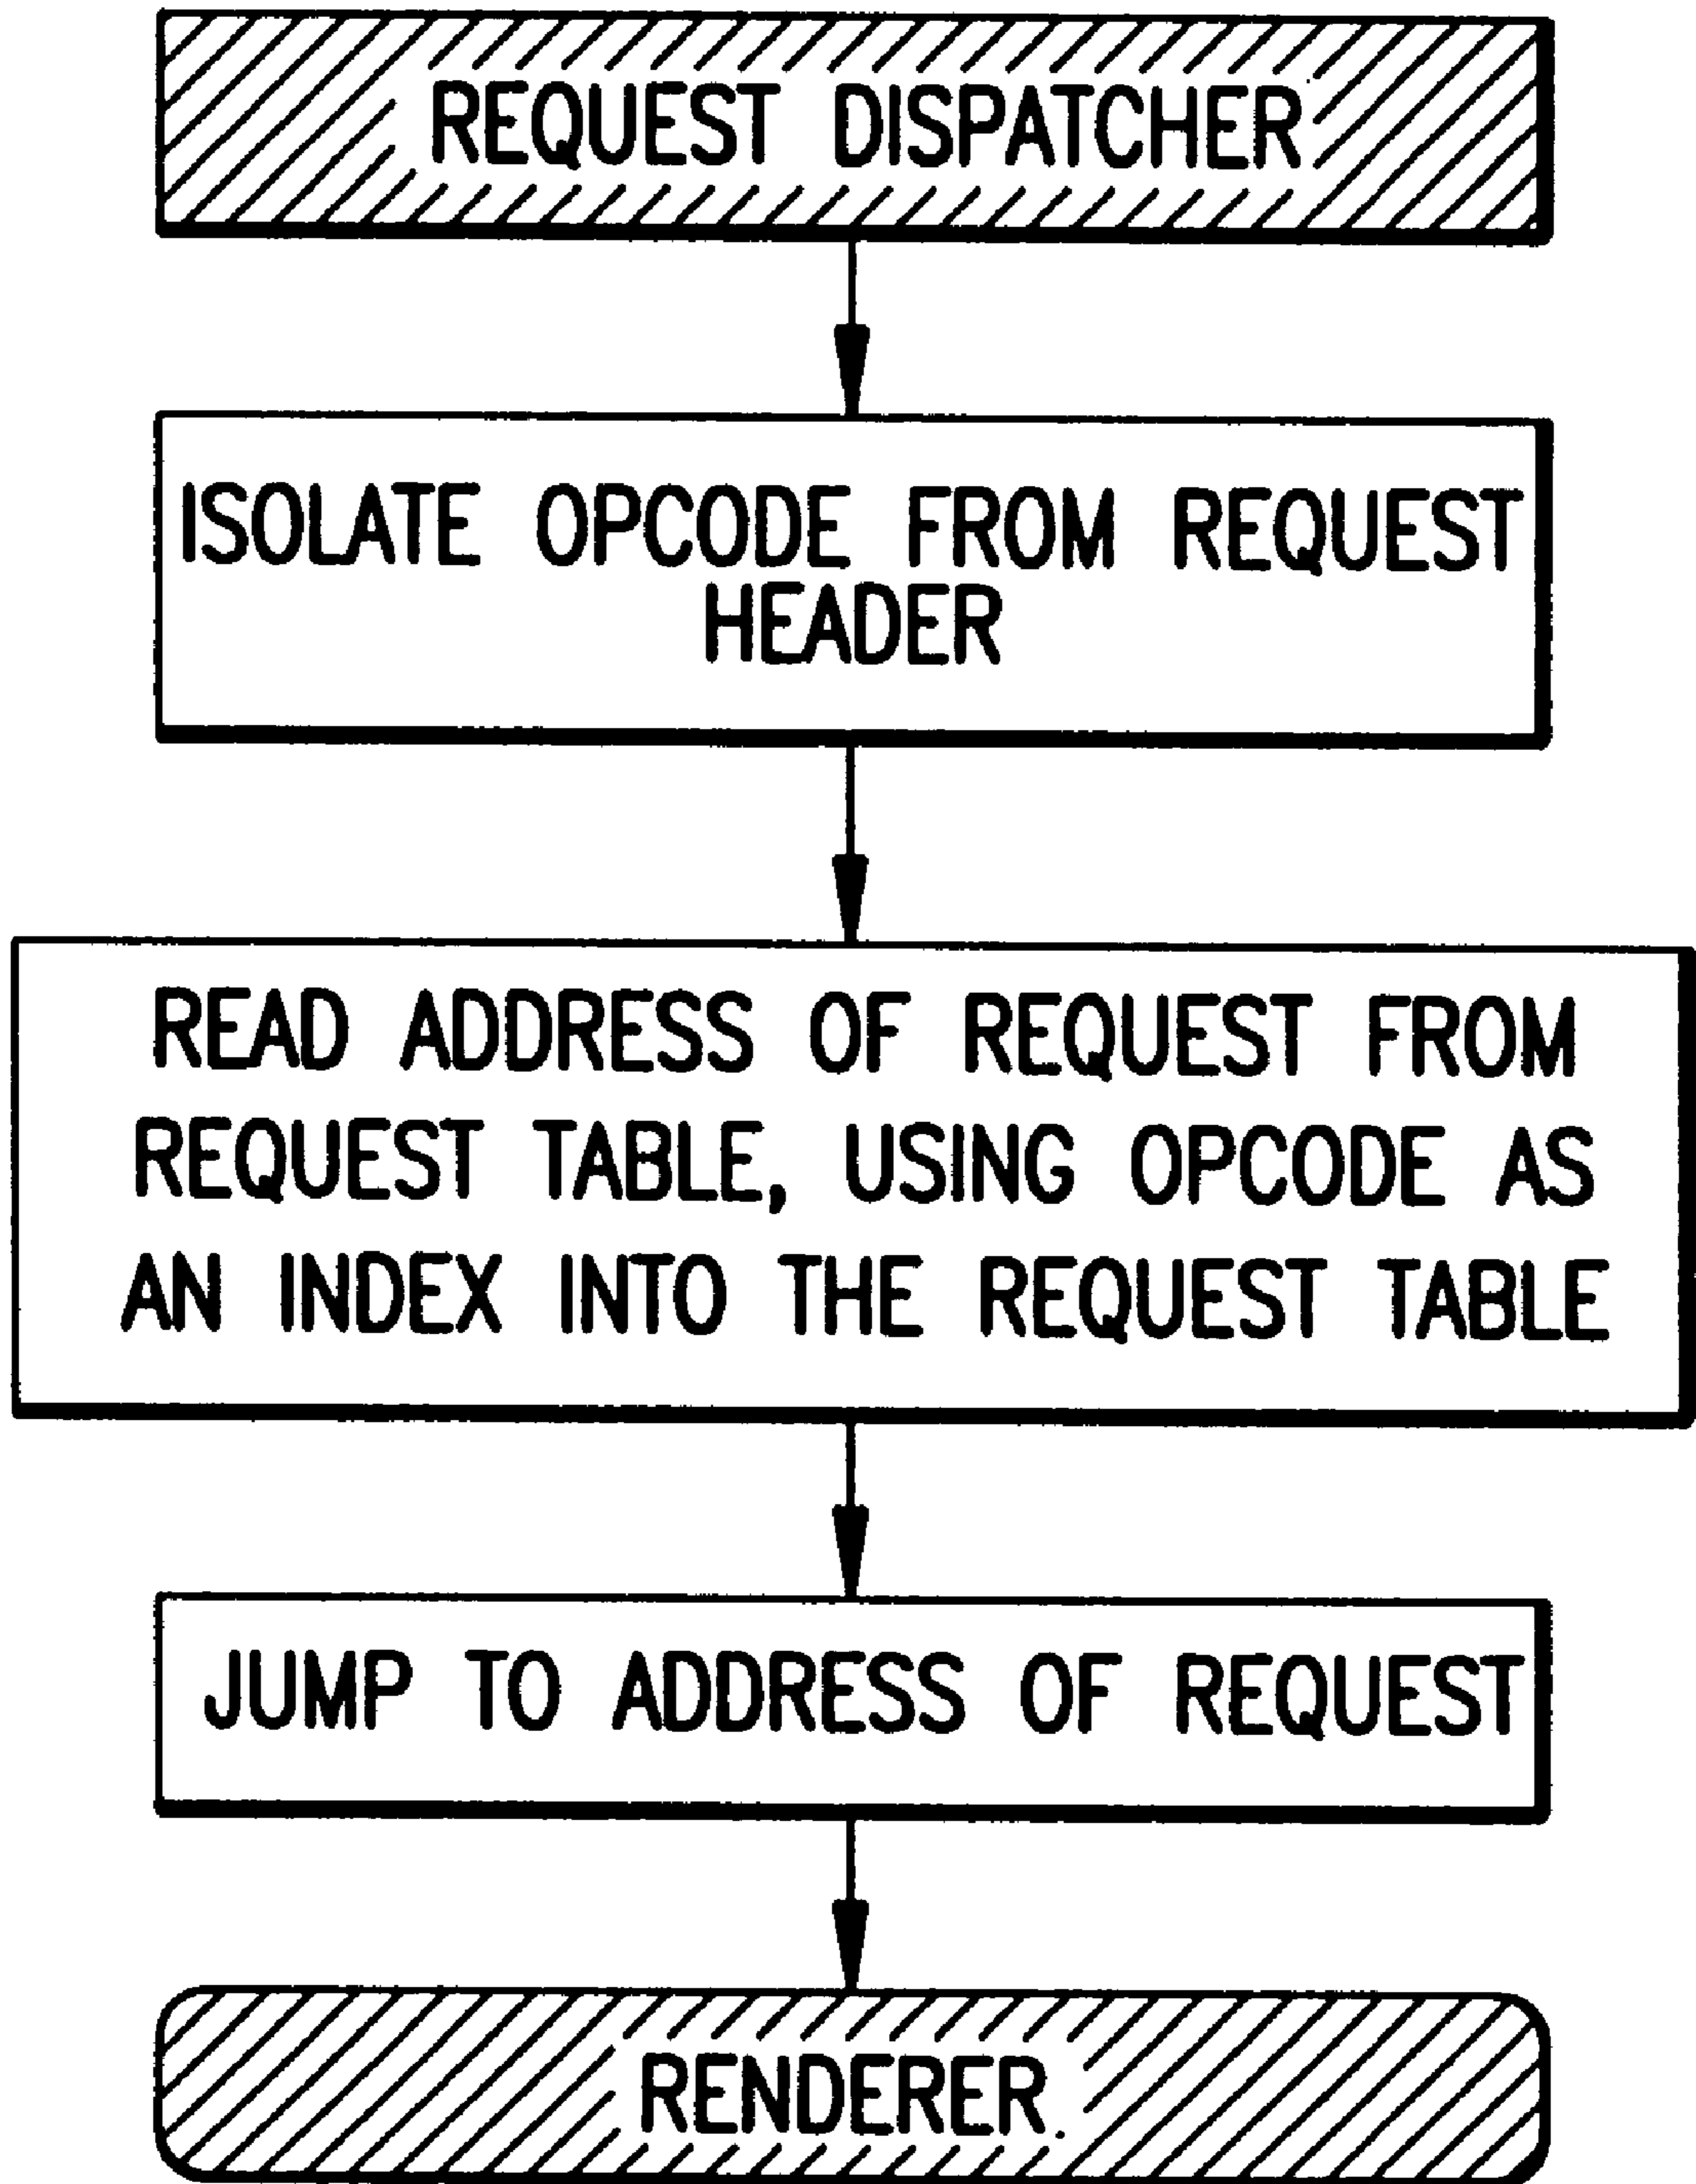 REQUEST DISPATCHER
ISOLATE OPCODE FROM REQUEST
HEADER
READ ADDRESS OF REQUEST FROM
REQUEST TABLE, USING OPCODE AS
AN INDEX INTO THE REQUEST TABLE
JUMP TO ADDRESS OF REQUEST
RENDERER.